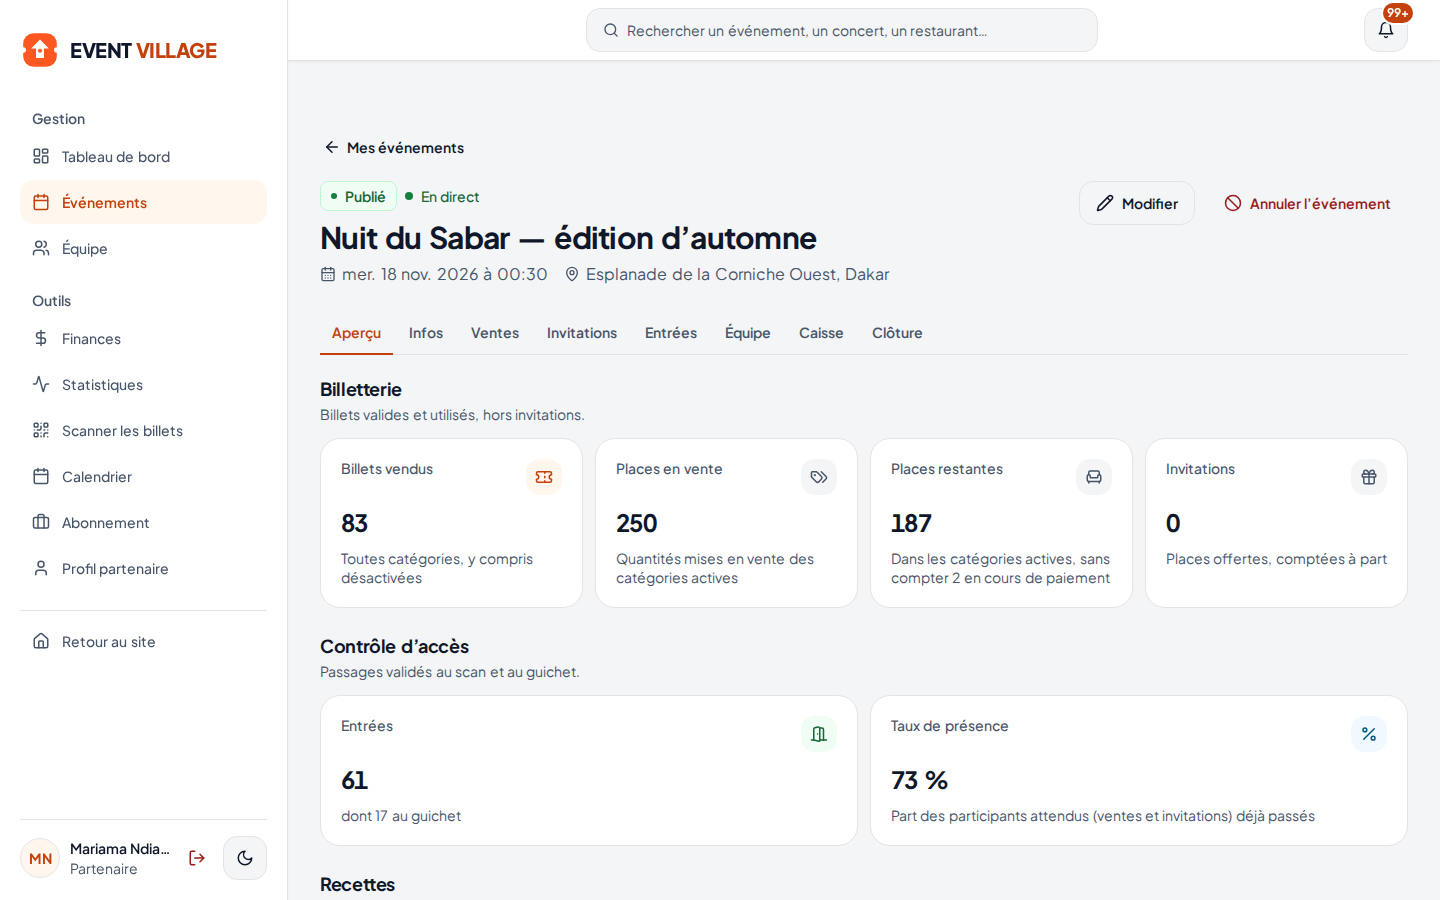 EVENT VILLAGE
Rechercher un événement, un concert, un restaurant...
99+
Gestion
Tableau de bord
Événements
Équipe
Outils
Finances
Statistiques
Scanner les billets
Calendrier
Abonnement
Profil partenaire
Retour au site
MN
Mariama Ndia...
Partenaire
Mes événements
Publié
En direct
Modifier
Annuler l’événement
Nuit du Sabar — édition d’automne
mer. 18 nov. 2026 à 00:30
Esplanade de la Corniche Ouest, Dakar
Aperçu
Infos
Ventes
Invitations
Entrées
Équipe
Caisse
Clôture
Billetterie
Billets valides et utilisés, hors invitations.
Billets vendus
83
Toutes catégories, y compris
désactivées
Places en vente
250
Quantités mises en vente des
catégories actives
Places restantes
187
Dans les catégories actives, sans
compter 2 en cours de paiement
Invitations
0
Places offertes, comptées à part
Contrôle d’accès
Passages validés au scan et au guichet.
Entrées
61
dont 17 au guichet
Taux de présence
73 %
Part des participants attendus (ventes et invitations) déjà passés
Recettes